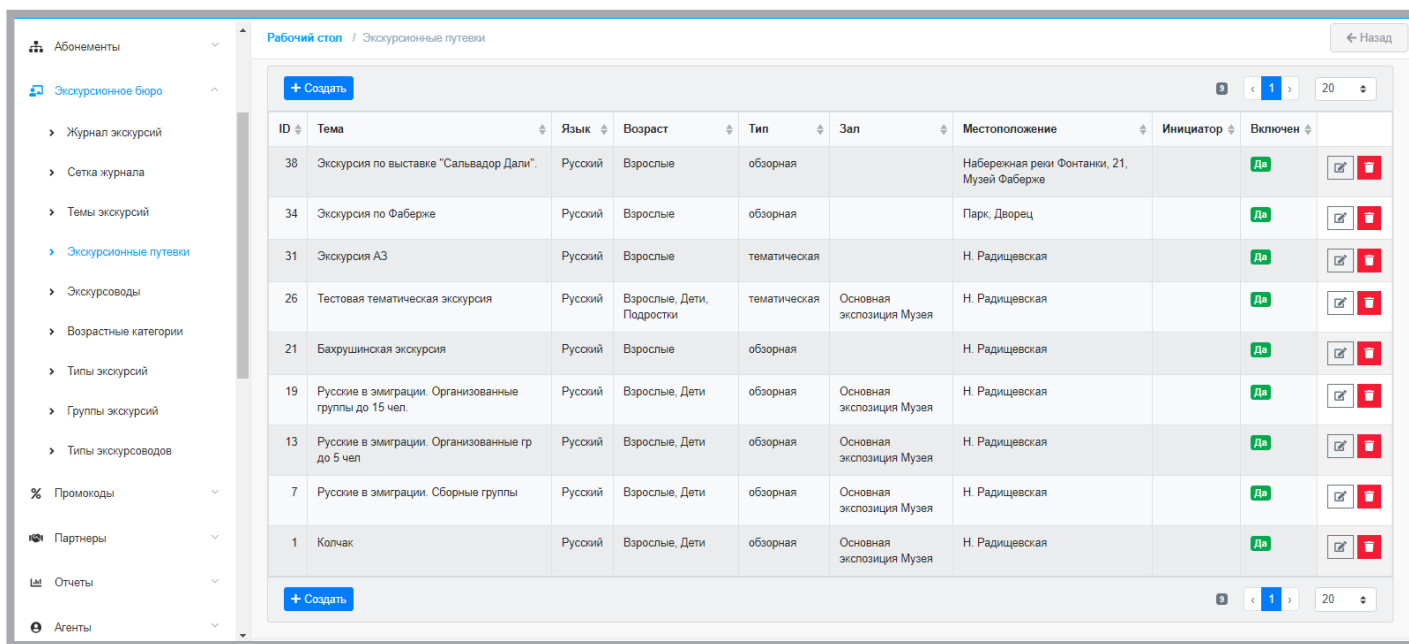 Абонементы
Экскурсионное бюро
Журнал экскурсий
Сетка журнала
Темы экскурсий
Экскурсионные путевки
Экскурсоводы
Возрастные категории
Типы экскурсий
Группы экскурсий
Типы экскурсоводов
Промокоды
Партнеры
Отчеты
Агенты
Рабочий стол / Экскурсионные путевки
Назад
+ Создать 9 ‹ 1 › 20
ID Тема Язык Возраст Тип Зал Местоположение Инициатор Включен
38 Экскурсия по выставке "Сальвадор Дали". Русский Взрослые обзорная Набережная реки Фонтанки, 21, Да
Музей Фаберже
34 Экскурсия по Фаберже Русский Взрослые обзорная Парк, Дворец Да
31 Экскурсия АЗ Русский Взрослые тематическая Н. Радищевская Да
26 Тестовая тематическая экскурсия Русский Взрослые, Дети, тематическая Основная Н. Радищевская Да
Подростки экспозиция Музея
21 Бахрушинская экскурсия Русский Взрослые обзорная Н. Радищевская Да
19 Русские в эмиграции. Организованные Русский Взрослые, Дети обзорная Основная Н. Радищевская Да
группы до 15 чел. экспозиция Музея
13 Русские в эмиграции. Организованные гр Русский Взрослые, Дети обзорная Основная Н. Радищевская Да
до 5 чел экспозиция Музея
7 Русские в эмиграции. Сборные группы Русский Взрослые, Дети обзорная Основная Н. Радищевская Да
экспозиция Музея
1 Колчак Русский Взрослые, Дети обзорная Основная Н. Радищевская Да
экспозиция Музея
+ Создать 9 ‹ 1 › 20